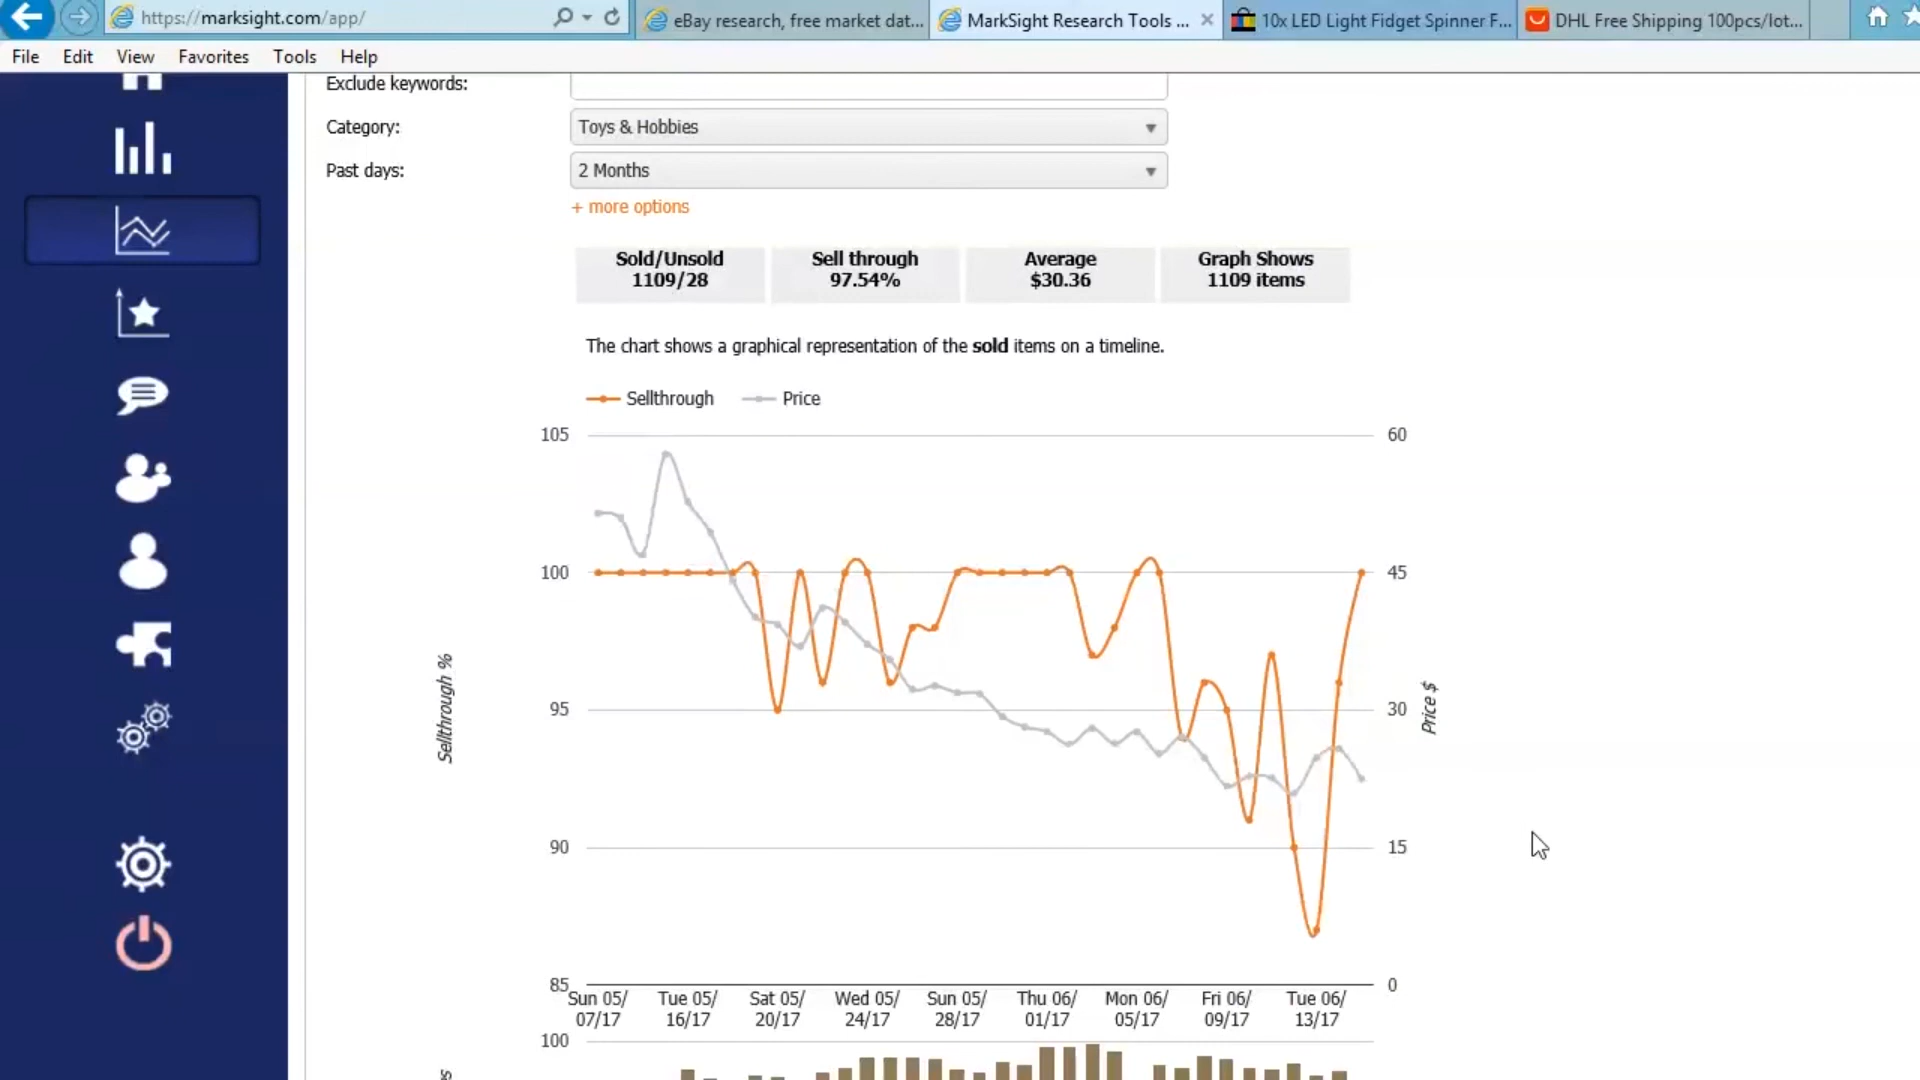 https://marksight.com/app/
eBay research, free market dat...
MarkSight Research Tools ...
10x LED Light Fidget Spinner F...
DHL Free Shipping 100pcs/lot...
File Edit View Favorites Tools Help
Exclude keywords:
Category: Toys & Hobbies
Past days: 2 Months
+ more options
Sold/Unsold
1109/28
Sell through
97.54%
Average
$30.36
Graph Shows
1109 items
The chart shows a graphical representation of the sold items on a timeline.
Sellthrough Price
105 60
100 45
95 30
90 15
85 0
Sellthrough %
Price $
Sun 05/
07/17
Tue 05/
16/17
Sat 05/
20/17
Wed 05/
24/17
Sun 05/
28/17
Thu 06/
01/17
Mon 06/
05/17
Fri 06/
09/17
Tue 06/
13/17
100